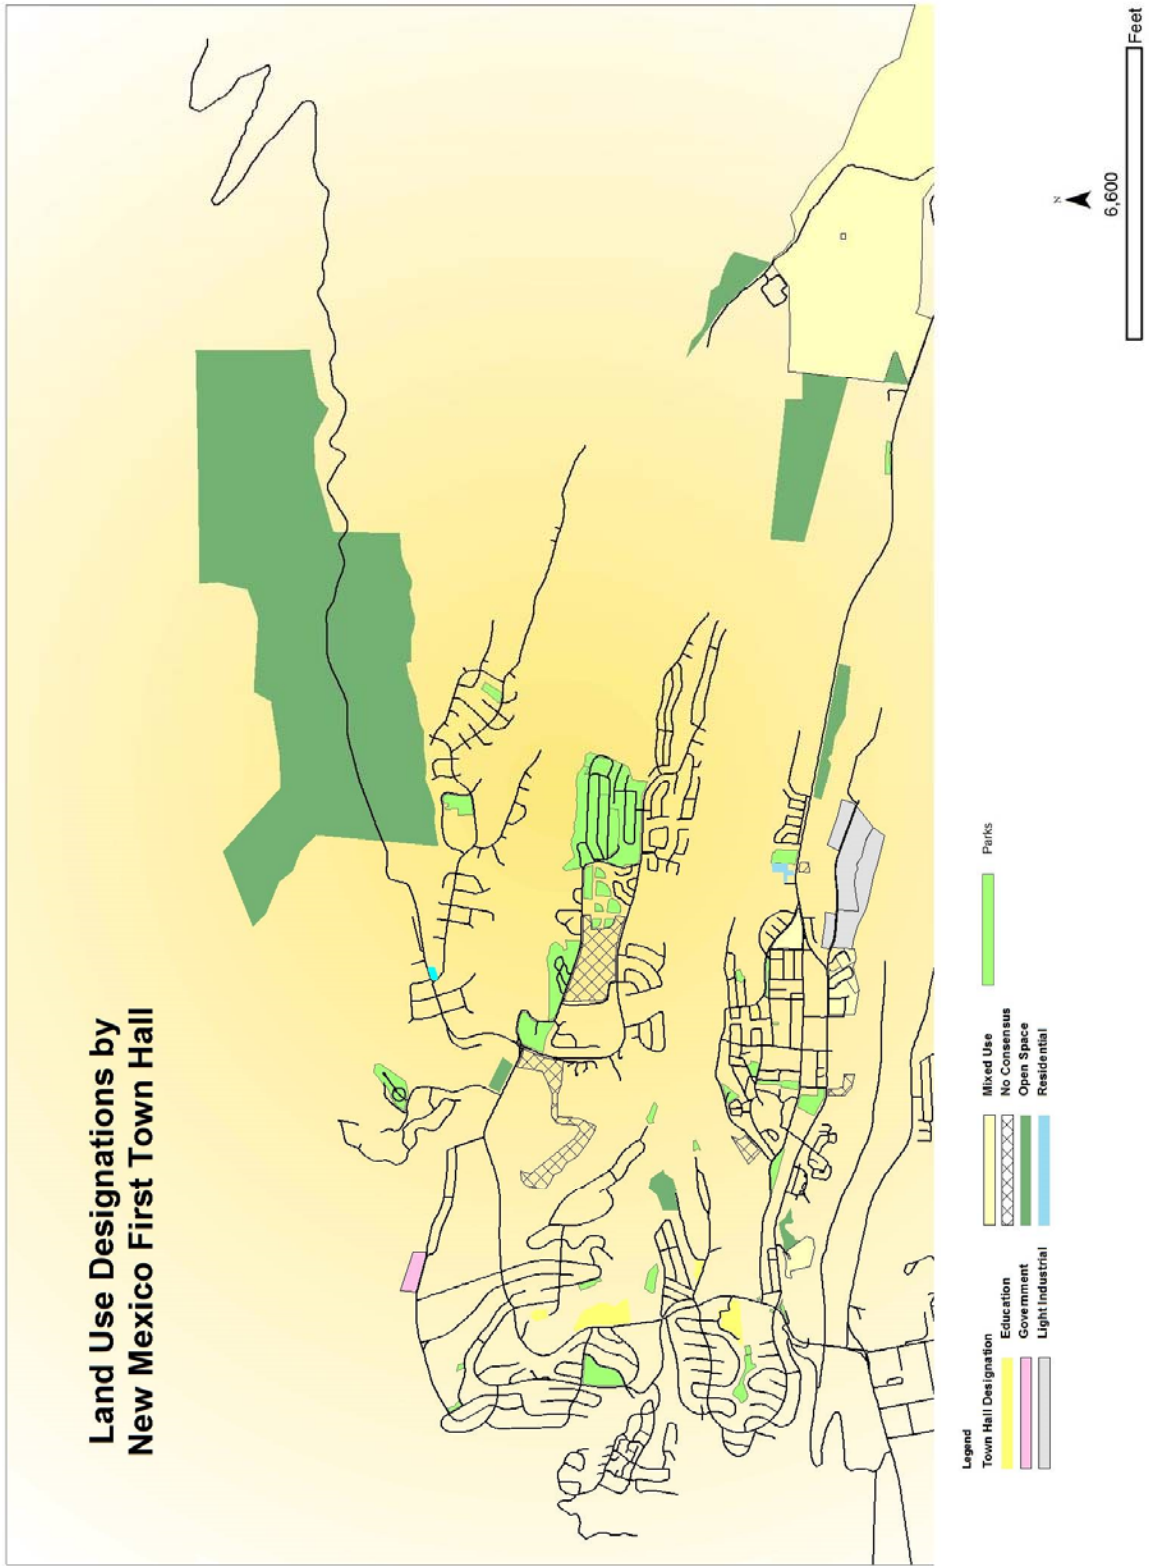 Land Use Designations by
New Mexico First Town Hall
Legend
Town Hall Designation
Education
Government
Light Industrial
Mixed Use
No Consensus
Open Space
Residential
Parks
N
6,600
Feet